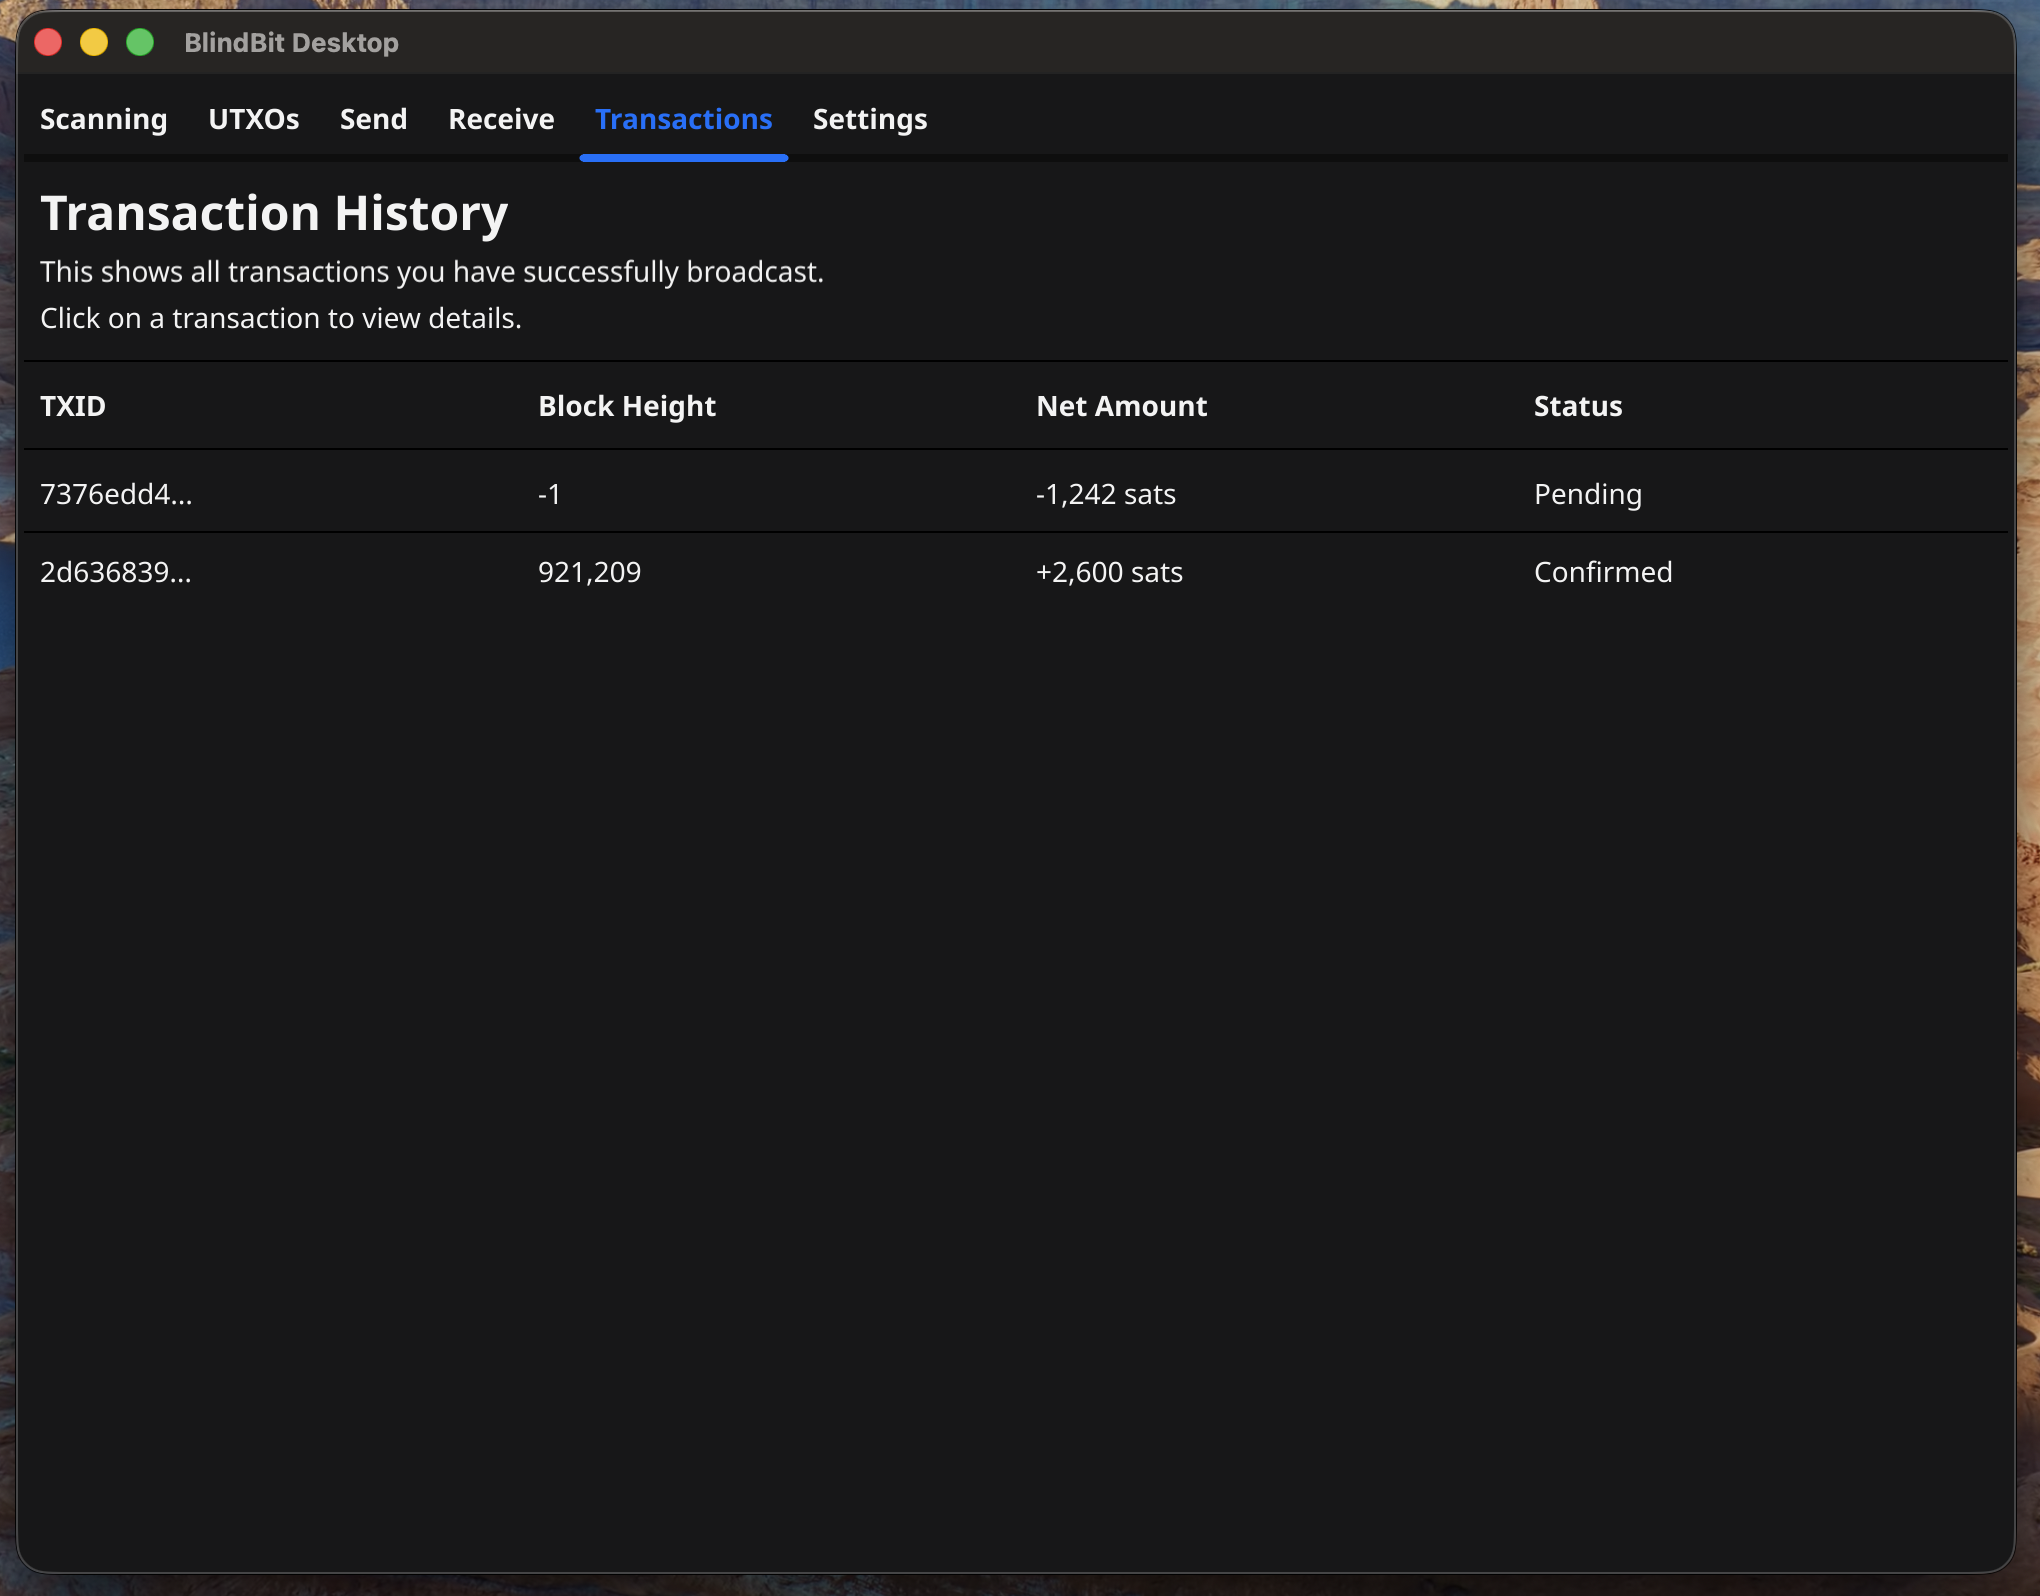 BlindBit Desktop
Scanning UTXOs Send Receive Transactions Settings
Transaction History
This shows all transactions you have successfully broadcast.
Click on a transaction to view details.
TXID Block Height Net Amount Status
7376edd4... -1 -1,242 sats Pending
2d636839... 921,209 +2,600 sats Confirmed